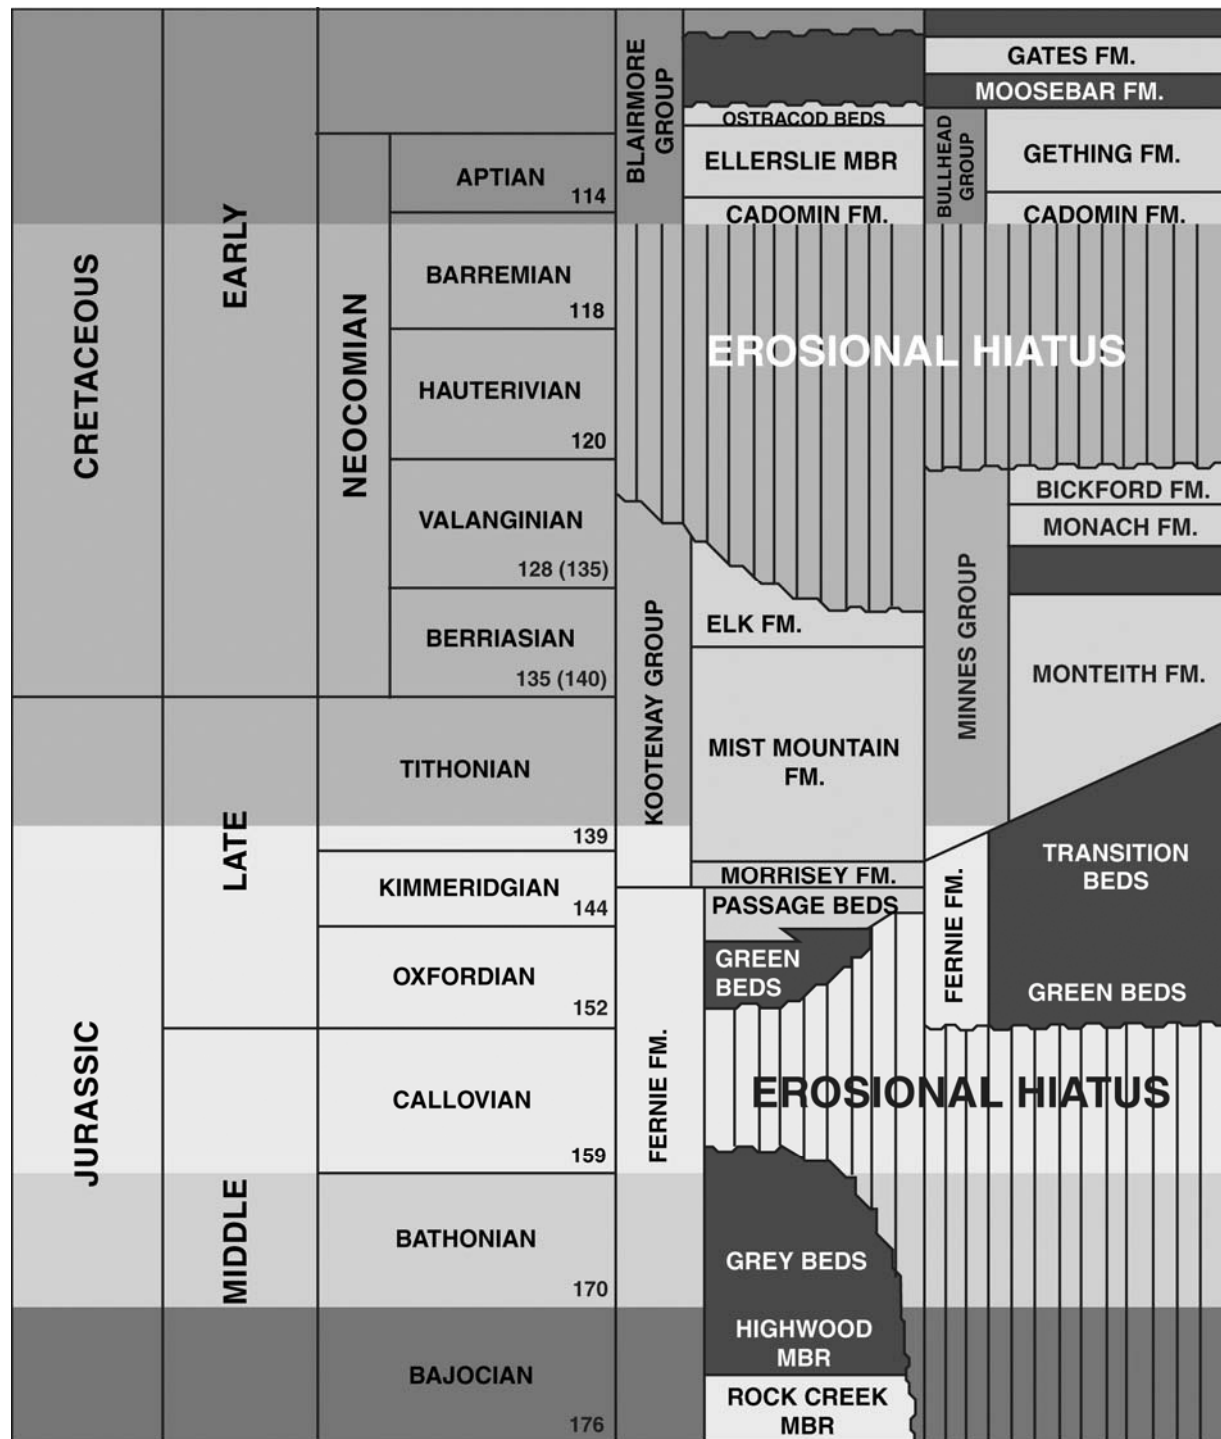 CRETACEOUS
JURASSIC
EARLY
LATE
MIDDLE
NEOCOMIAN
APTIAN
114
BARREMIAN
118
HAUTERIVIAN
120
VALANGINIAN
128 (135)
BERRIASIAN
135 (140)
TITHONIAN
139
KIMMERIDGIAN
144
OXFORDIAN
152
CALLOVIAN
159
BATHONIAN
170
BAJOCIAN
176
BLAIRMORE
GROUP
OSTRACOD BEDS
ELLERSLIE MBR
CADOMIN FM.
EROSIONAL HIATUS
KOOTENAY GROUP
ELK FM.
MIST MOUNTAIN
FM.
MORRISEY FM.
FERNIE FM.
PASSAGE BEDS
GREEN
BEDS
EROSIONAL HIATUS
GREY BEDS
HIGHWOOD
MBR
ROCK CREEK
MBR
GATES FM.
MOOSEBAR FM.
BULLHEAD
GROUP
GETHING FM.
CADOMIN FM.
MINNES GROUP
BICKFORD FM.
MONACH FM.
MONTEITH FM.
FERNIE FM.
TRANSITION
BEDS
GREEN BEDS